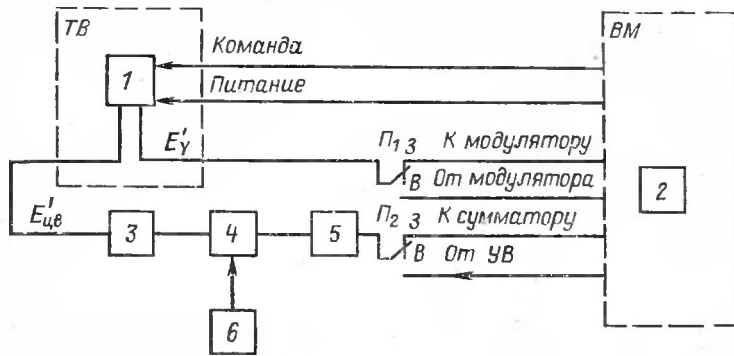 ТВ
ВМ
Команда
1
Питание
E'Y
П1 З К модулятору
В От модулятора
2
E'цв
П2 З К сумматору
3
4
5
В От УВ
6